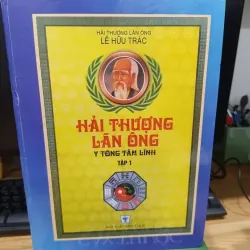 HẢI THƯỢNG LÃN ÔNG
LÊ HỮU TRÁC
HẢI THƯỢNG
LÃN ÔNG
Y TÔNG TÂM LĨNH
TẬP 1